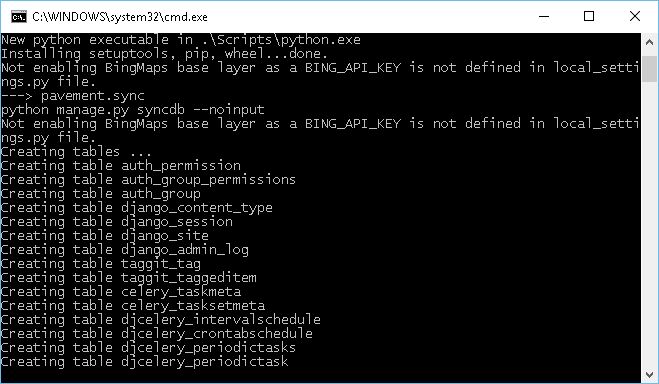 C:\WINDOWS\system32\cmd.exe
New python executable in .\Scripts\python.exe
Installing setuptools, pip, wheel...done.
Not enabling BingMaps base layer as a BING_API_KEY is not defined in local_setti
ngs.py file.
---> pavement.sync
python manage.py syncdb --noinput
Not enabling BingMaps base layer as a BING_API_KEY is not defined in local_setti
ngs.py file.
Creating tables ...
Creating table auth_permission
Creating table auth_group_permissions
Creating table auth_group
Creating table django_content_type
Creating table django_session
Creating table django_site
Creating table django_admin_log
Creating table taggit_tag
Creating table taggit_taggeditem
Creating table celery_taskmeta
Creating table celery_tasksetmeta
Creating table djcelery_intervalschedule
Creating table djcelery_crontabschedule
Creating table djcelery_periodictasks
Creating table djcelery_periodictask